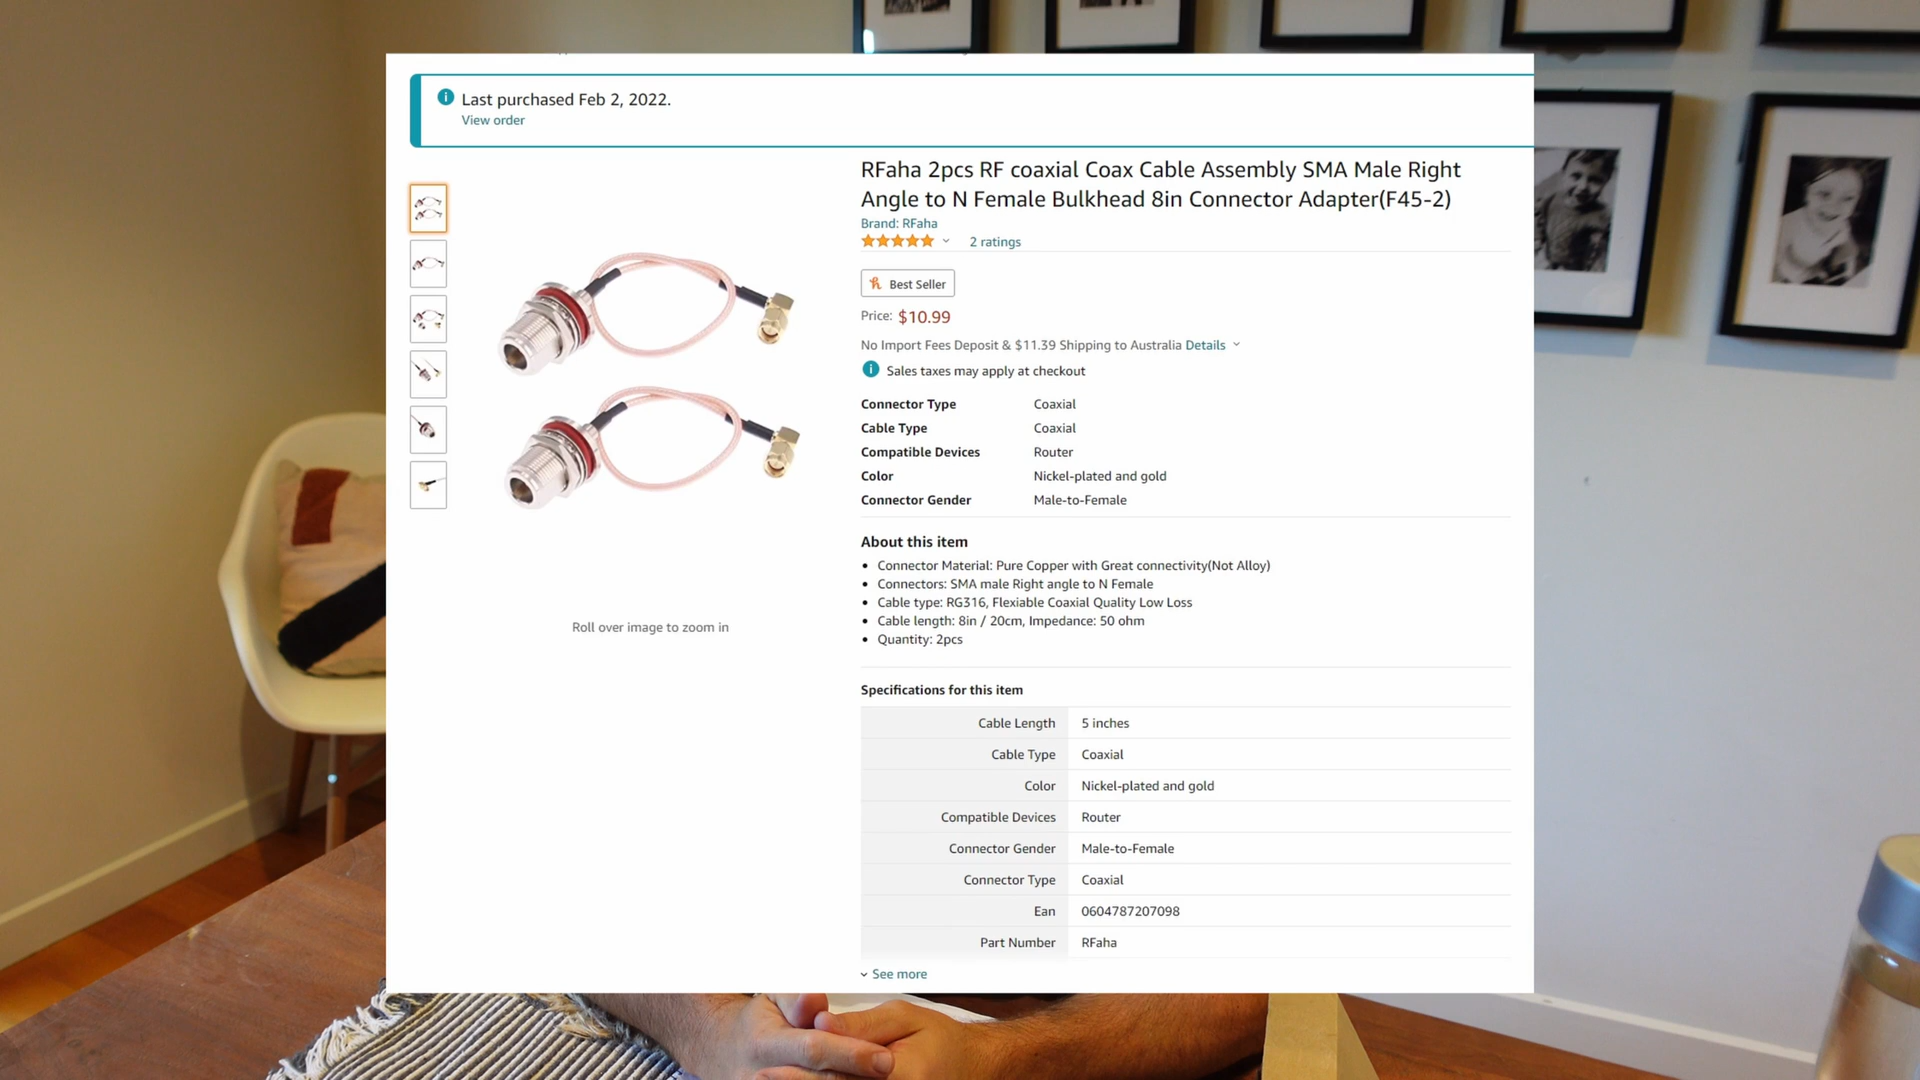 Last purchased Feb 2, 2022.
View order
RFaha 2pcs RF coaxial Coax Cable Assembly SMA Male Right
Angle to N Female Bulkhead 8in Connector Adapter(F45-2)
Brand: RFaha
2 ratings
Best Seller
Price: $10.99
No Import Fees Deposit & $11.39 Shipping to Australia Details
Sales taxes may apply at checkout
Connector Type Coaxial
Cable Type Coaxial
Compatible Devices Router
Color Nickel-plated and gold
Connector Gender Male-to-Female
About this item
• Connector Material: Pure Copper with Great connectivity(Not Alloy)
• Connectors: SMA male Right angle to N Female
• Cable type: RG316, Flexiable Coaxial Quality Low Loss
• Cable length: 8in / 20cm, Impedance: 50 ohm
• Quantity: 2pcs
Roll over image to zoom in
Specifications for this item
Cable Length 5 inches
Cable Type Coaxial
Color Nickel-plated and gold
Compatible Devices Router
Connector Gender Male-to-Female
Connector Type Coaxial
Ean 0604787207098
Part Number RFaha
See more